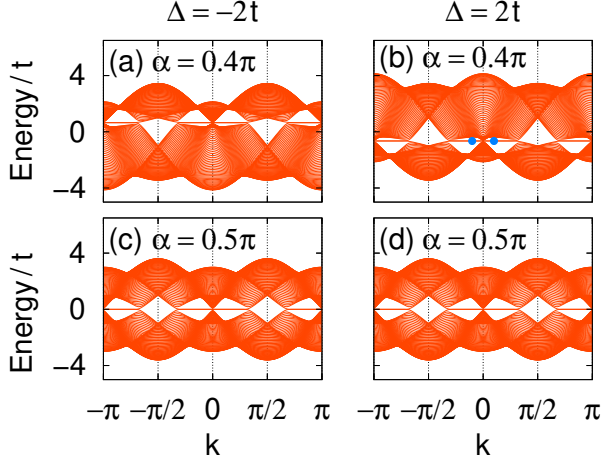 Δ = −2t Δ = 2t
(a) α = 0.4π (b) α = 0.4π
Energy/t 4 0 −4
(c) α = 0.5π (d) α = 0.5π
Energy/t 4 0 −4
−π −π/2 0 π/2 π −π −π/2 0 π/2 π
k k